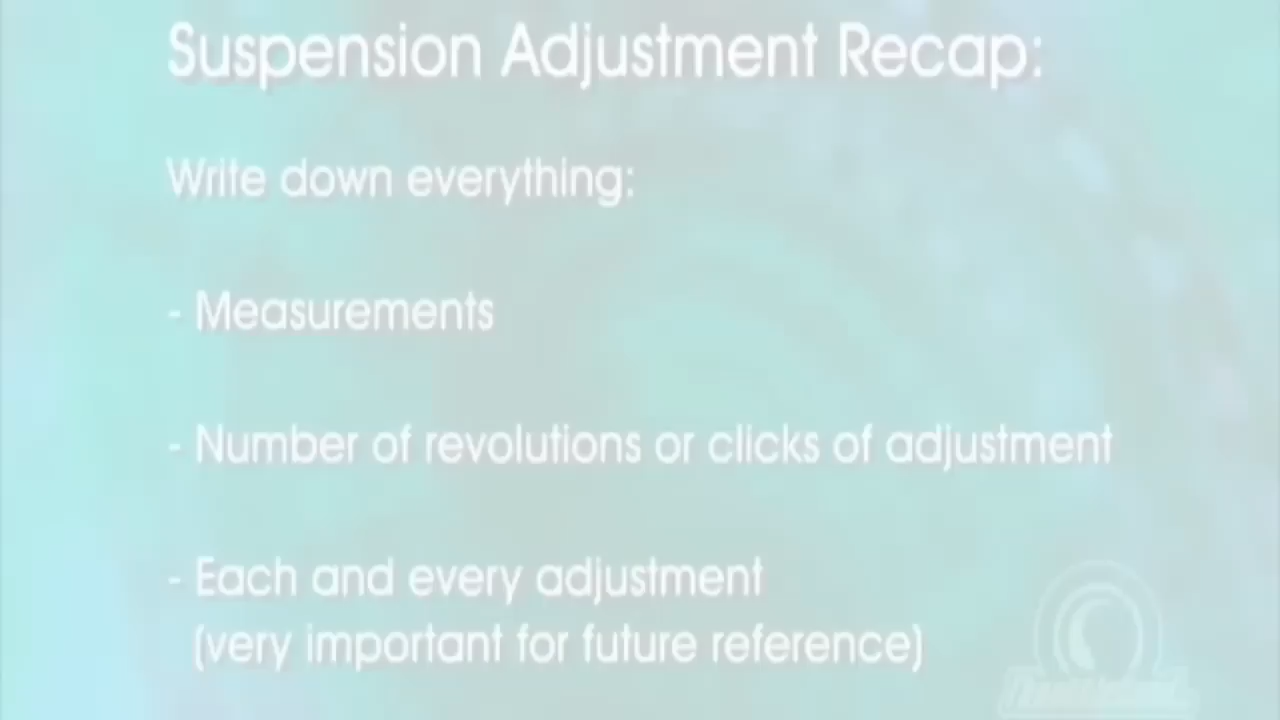 Suspension Adjustment Recap:
Write down everything:
- Measurements
- Number of revolutions or clicks of adjustment
- Each and every adjustment
(very important for future reference)